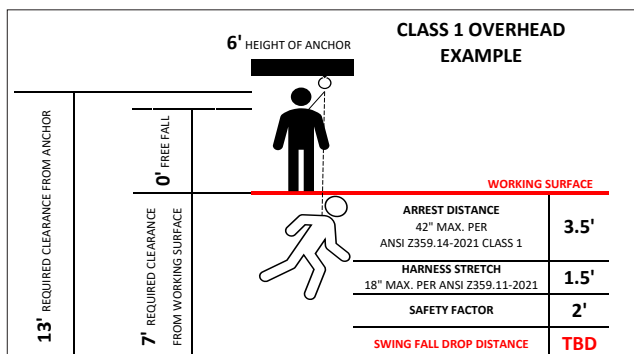 CLASS 1 OVERHEAD
EXAMPLE
6' HEIGHT OF ANCHOR
13' REQUIRED CLEARANCE FROM ANCHOR
0' FREE FALL
7' REQUIRED CLEARANCE
FROM WORKING SURFACE
WORKING SURFACE
ARREST DISTANCE
42" MAX. PER
ANSI Z359.14-2021 CLASS 1
3.5'
HARNESS STRETCH
18" MAX. PER ANSI Z359.11-2021
1.5'
SAFETY FACTOR
2'
SWING FALL DROP DISTANCE
TBD